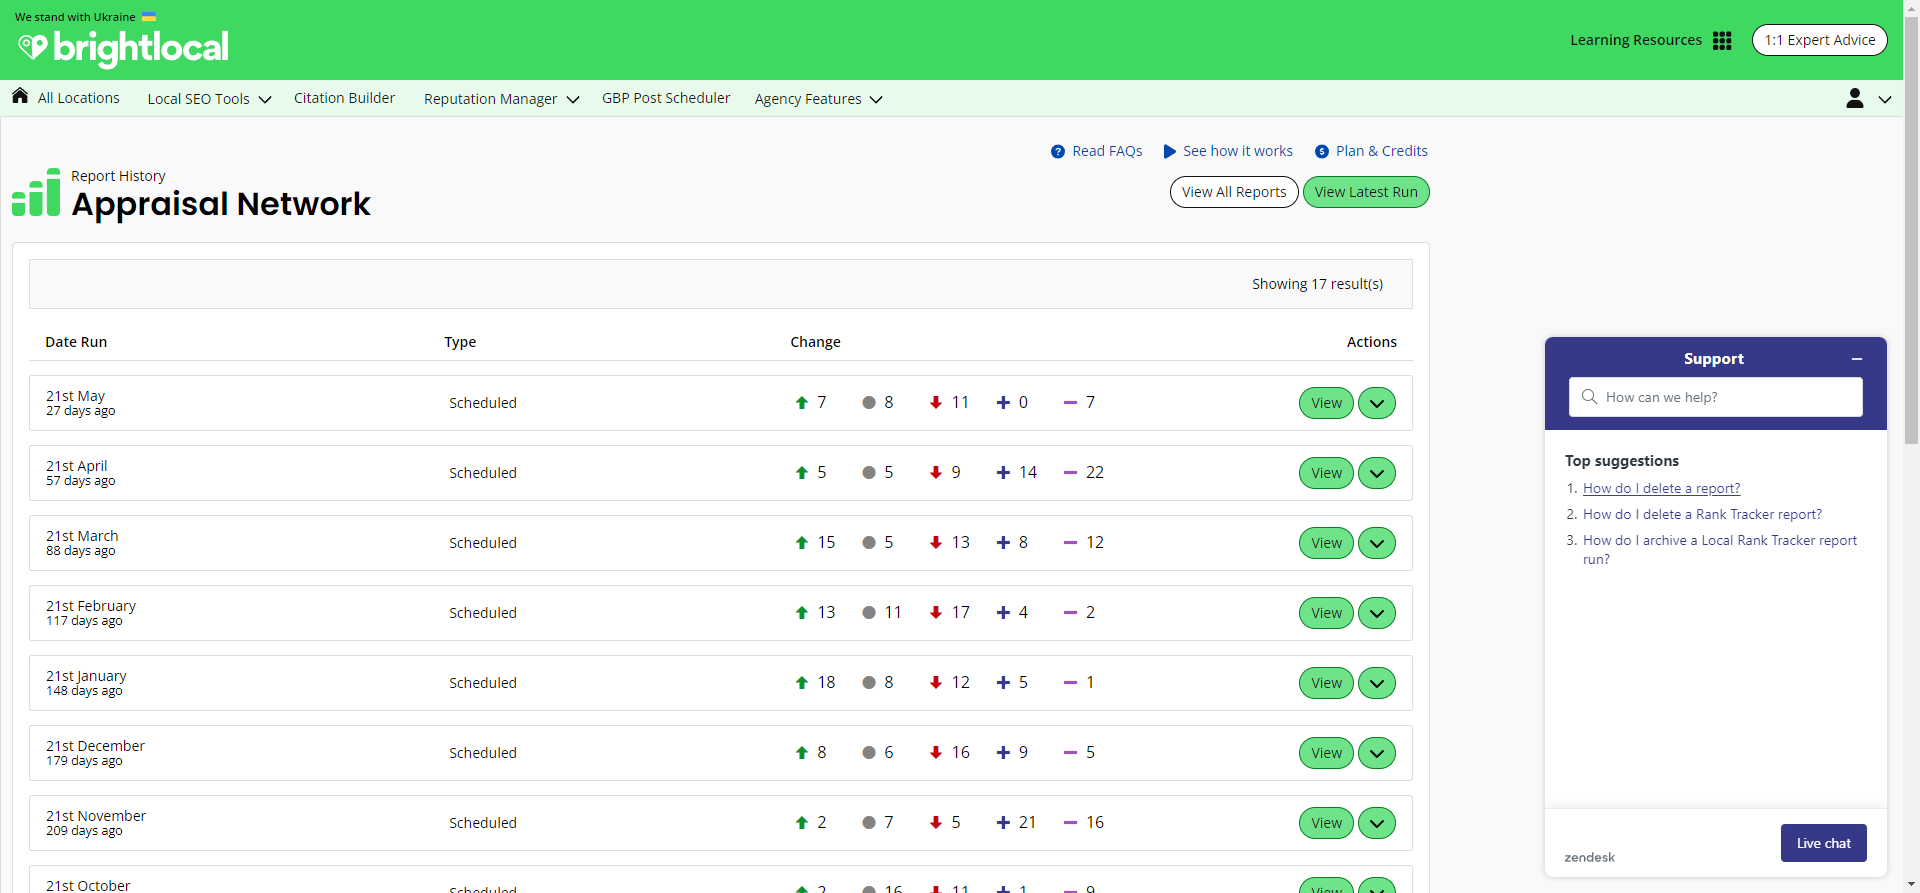 We stand with Ukraine
brightlocal
Learning Resources
1:1 Expert Advice
All Locations
Local SEO Tools
Citation Builder
Reputation Manager
GBP Post Scheduler
Agency Features
Read FAQs
See how it works
Plan & Credits
Report History
Appraisal Network
View All Reports
View Latest Run
Showing 17 result(s)
Date Run Type Change Actions
21st May
27 days ago
Scheduled 7 8 11 0 7 View
21st April
57 days ago
Scheduled 5 5 9 14 22 View
21st March
88 days ago
Scheduled 15 5 13 8 12 View
21st February
117 days ago
Scheduled 13 11 17 4 2 View
21st January
148 days ago
Scheduled 18 8 12 5 1 View
21st December
179 days ago
Scheduled 8 6 16 9 5 View
21st November
209 days ago
Scheduled 2 7 5 21 16 View
21st October
Scheduled 2 16 11 1 9 View
Support
How can we help?
Top suggestions
1. How do I delete a report?
2. How do I delete a Rank Tracker report?
3. How do I archive a Local Rank Tracker report
run?
zendesk
Live chat